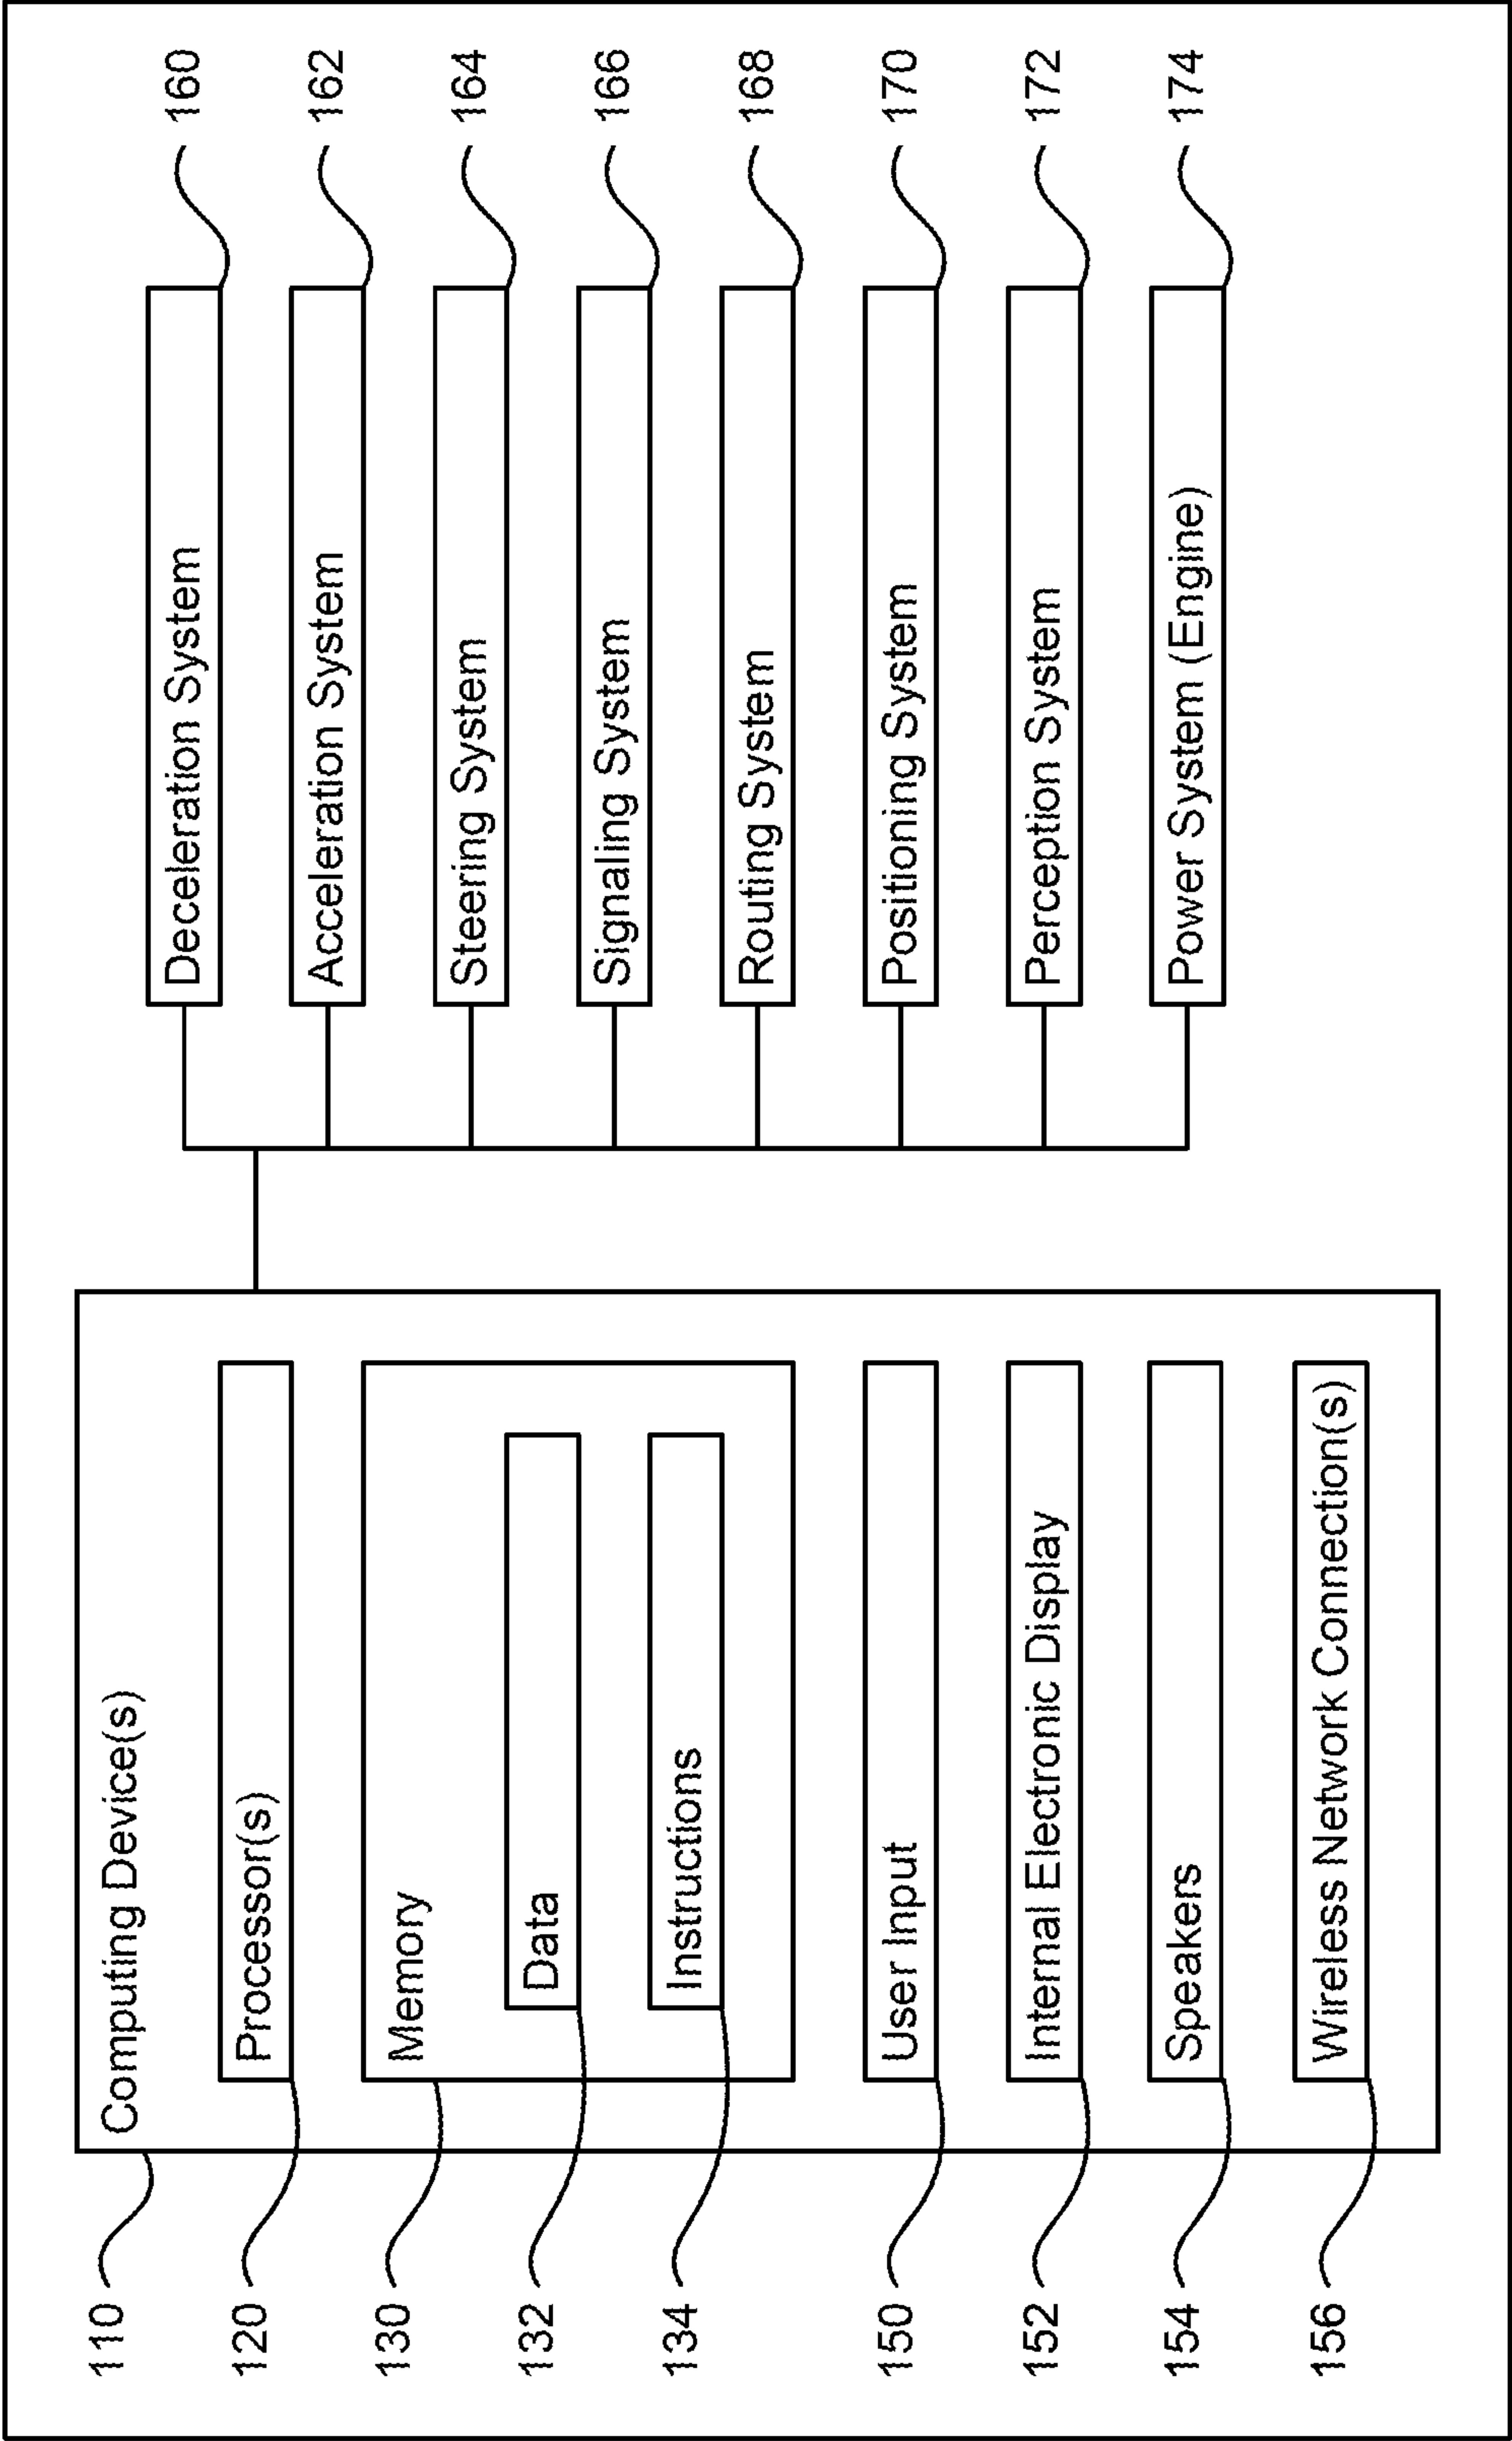 110
Computing Device(s)
120
Processor(s)
130
Memory
132
Data
134
Instructions
150
User Input
152
Internal Electronic Display
154
Speakers
156
Wireless Network Connection(s)
Deceleration System
160
Acceleration System
162
Steering System
164
Signaling System
166
Routing System
168
Positioning System
170
Perception System
172
Power System (Engine)
174